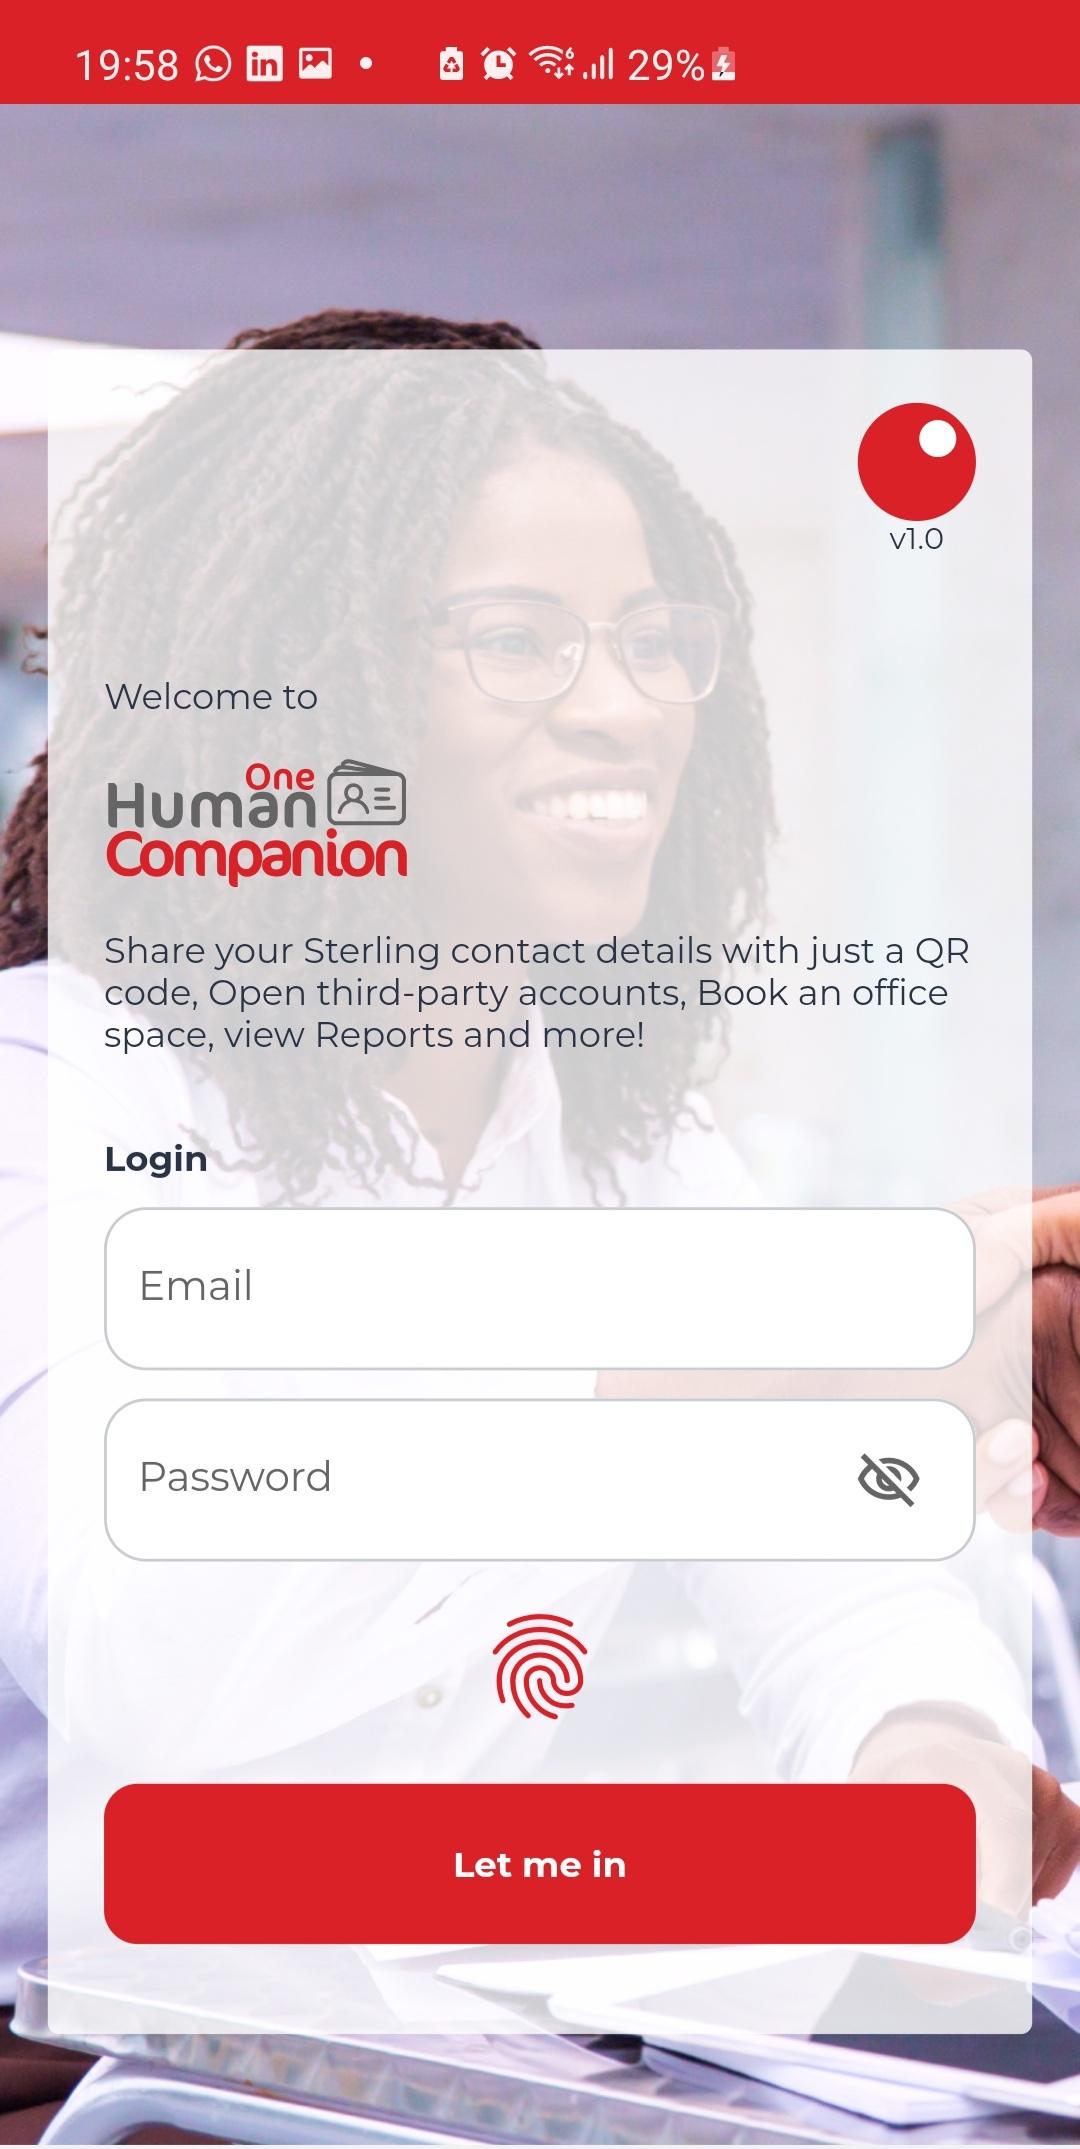 19:58 29%
v1.0
Welcome to
One
Human
Companion
Share your Sterling contact details with just a QR
code, Open third-party accounts, Book an office
space, view Reports and more!
Login
Email
Password
Let me in